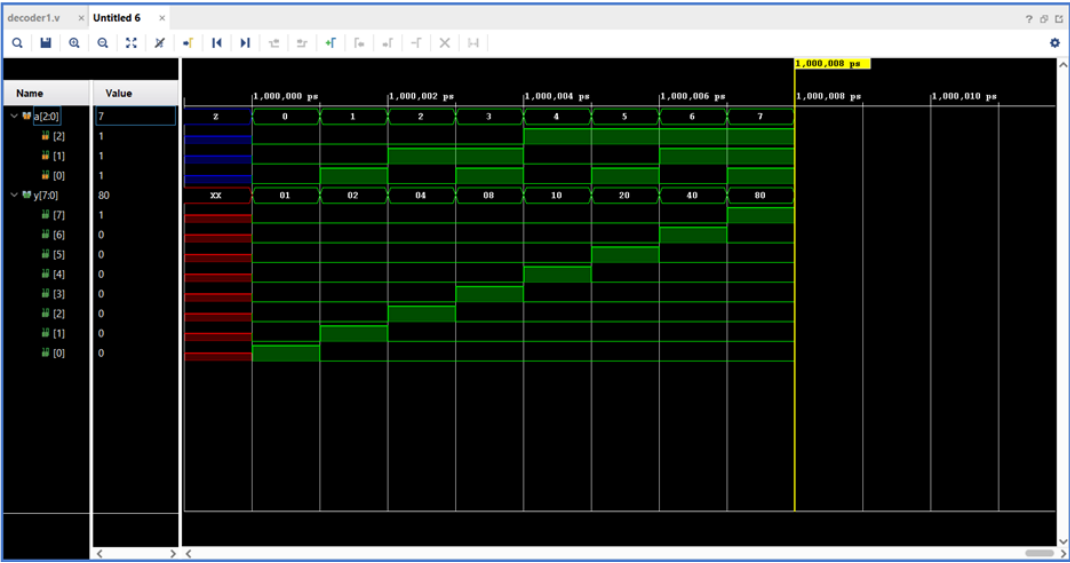 decoder1.v × Untitled 6 ×
?
1,000,008 ps
Name Value
1,000,000 ps 1,000,002 ps 1,000,004 ps 1,000,006 ps 1,000,008 ps 1,000,010 ps
a[2:0] 7 Z 0 1 2 3 4 5 6 7
[2] 1
[1] 1
[0] 1
y[7:0] 80 XX 01 02 04 08 10 20 40 80
[7] 1
[6] 0
[5] 0
[4] 0
[3] 0
[2] 0
[1] 0
[0] 0